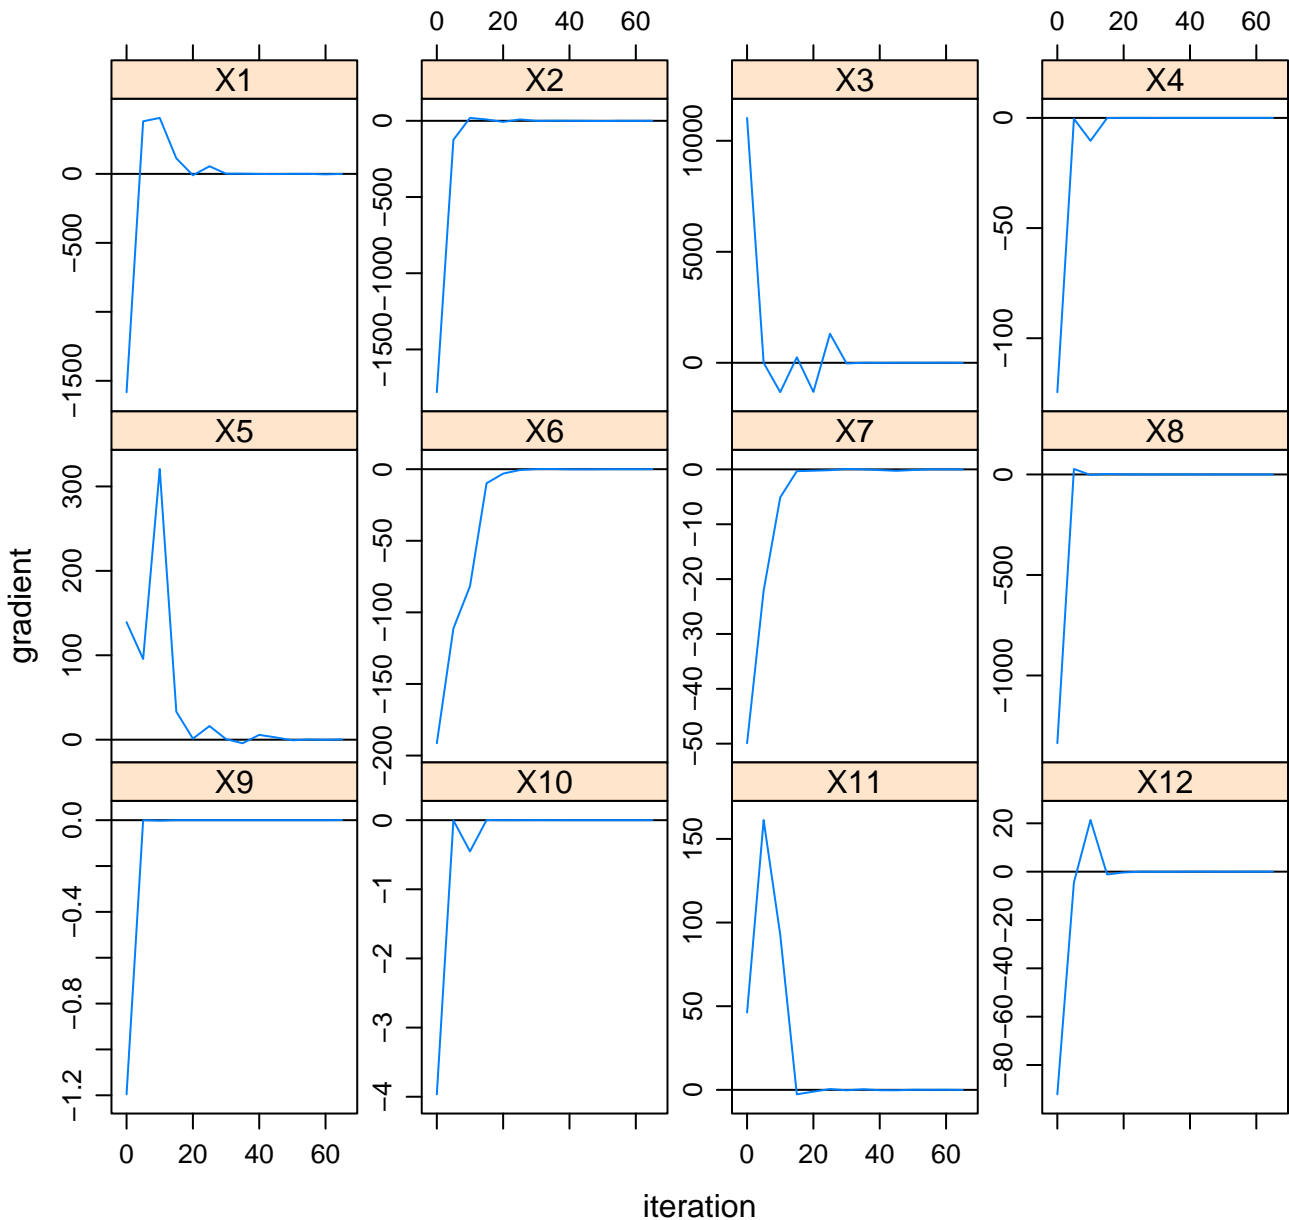 0 20 40 60 0 20 40 60
X1 X2 X3 X4
0 −500 −1500
0 −500 −1000 −1500
10000 5000 0
0 −50 −100
X5 X6 X7 X8
300 200 100 0
0 −50 −100 −150 −200
0 −10 −20 −30 −40 −50
0 −500 −1000
X9 X10 X11 X12
0.0 −0.4 −0.8 −1.2
0 −1 −2 −3 −4
150 100 50 0
20 0 −20 −40 −60 −80
gradient
0 20 40 60 0 20 40 60
iteration